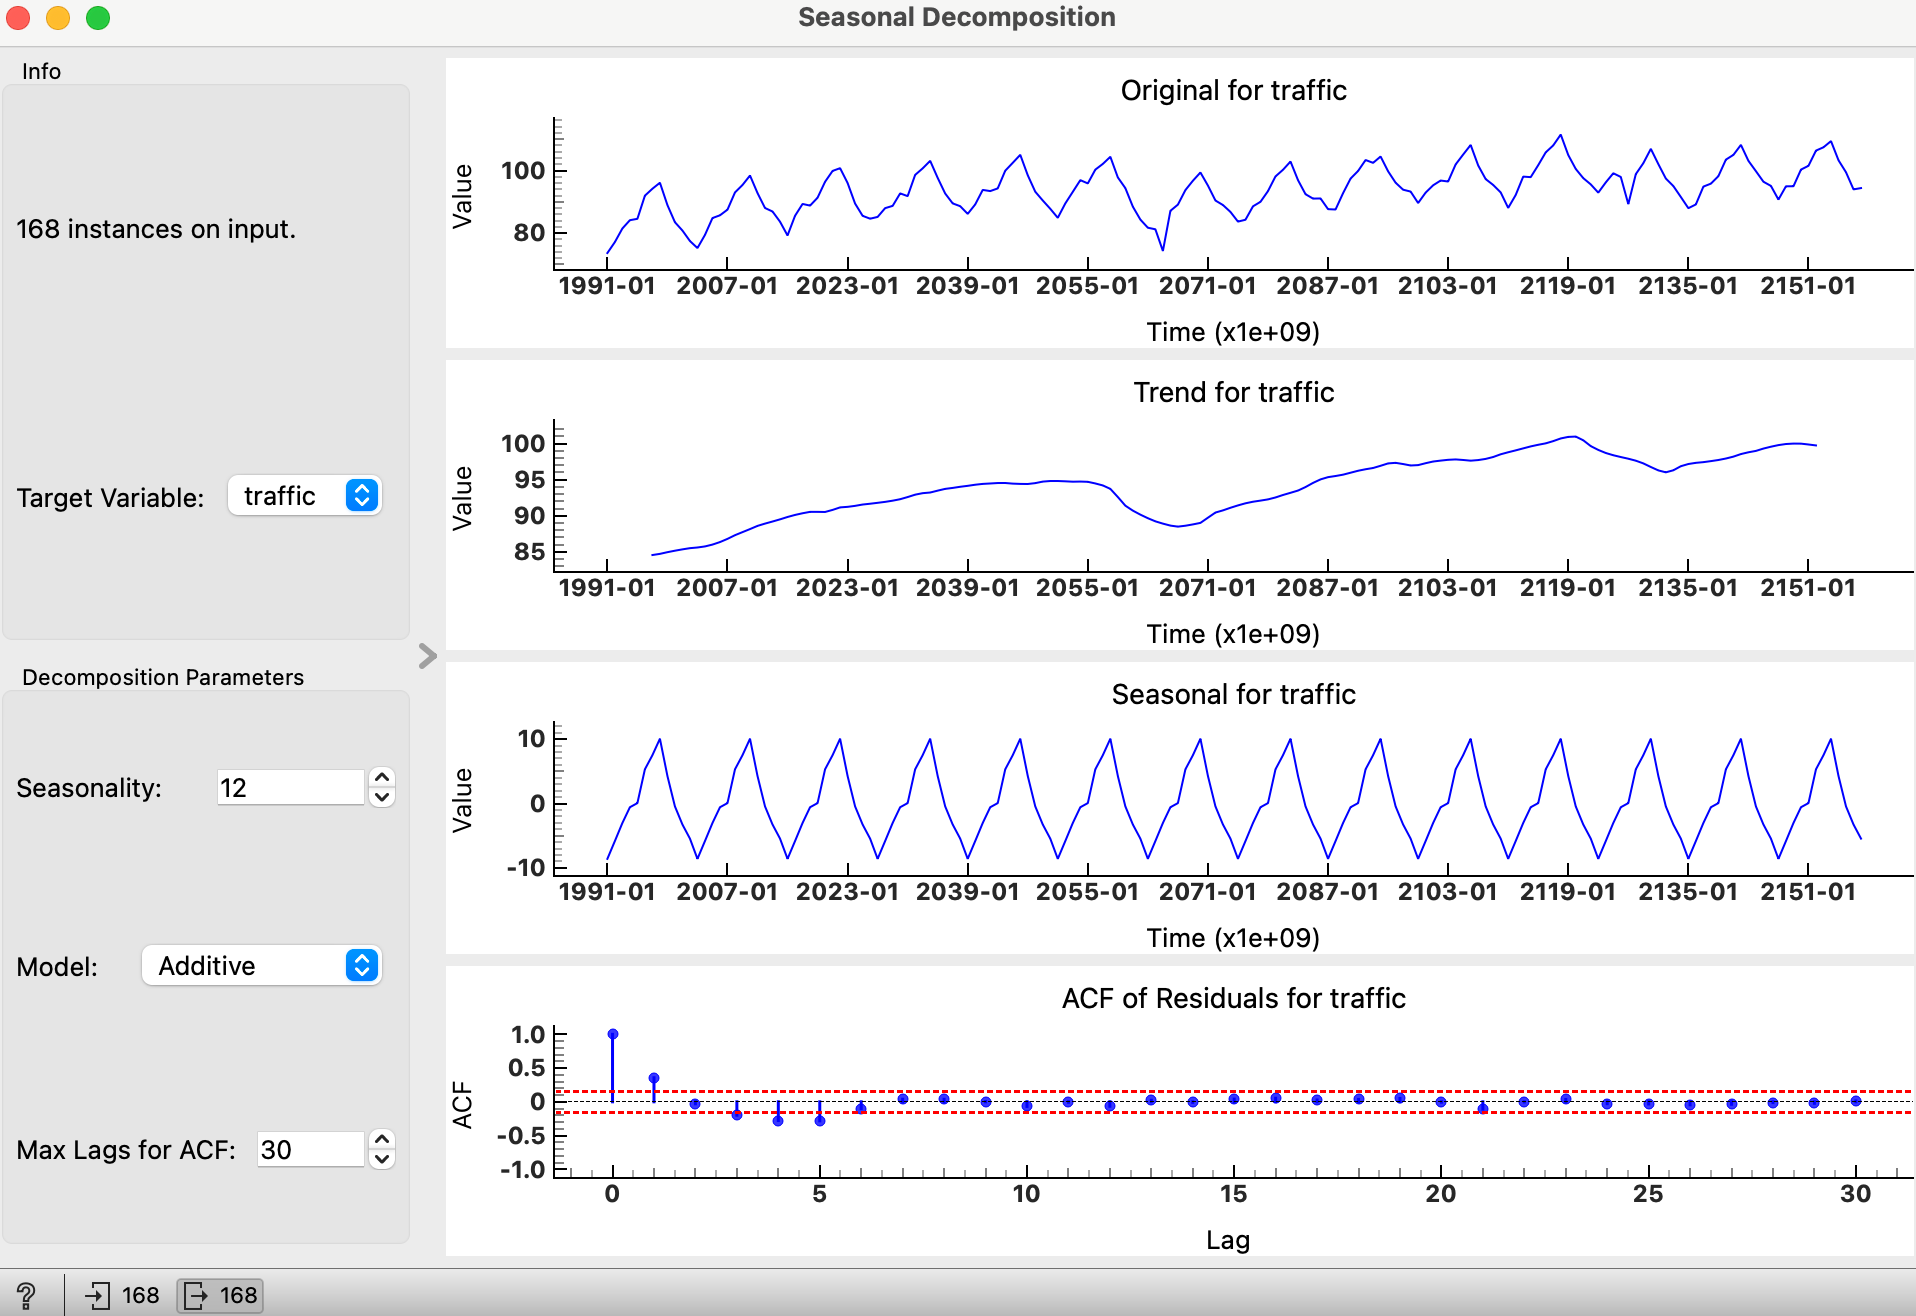 Seasonal Decomposition
Info
168 instances on input.
Target Variable: traffic
Decomposition Parameters
Seasonality: 12
Model: Additive
Max Lags for ACF: 30
? 168 168
Original for traffic
Value
100
80
1991-01 2007-01 2023-01 2039-01 2055-01 2071-01 2087-01 2103-01 2119-01 2135-01 2151-01
Time (x1e+09)
Trend for traffic
Value
100
95
90
85
1991-01 2007-01 2023-01 2039-01 2055-01 2071-01 2087-01 2103-01 2119-01 2135-01 2151-01
Time (x1e+09)
Seasonal for traffic
Value
10
0
-10
1991-01 2007-01 2023-01 2039-01 2055-01 2071-01 2087-01 2103-01 2119-01 2135-01 2151-01
Time (x1e+09)
ACF of Residuals for traffic
ACF
1.0
0.5
0
-0.5
-1.0
0 5 10 15 20 25 30
Lag